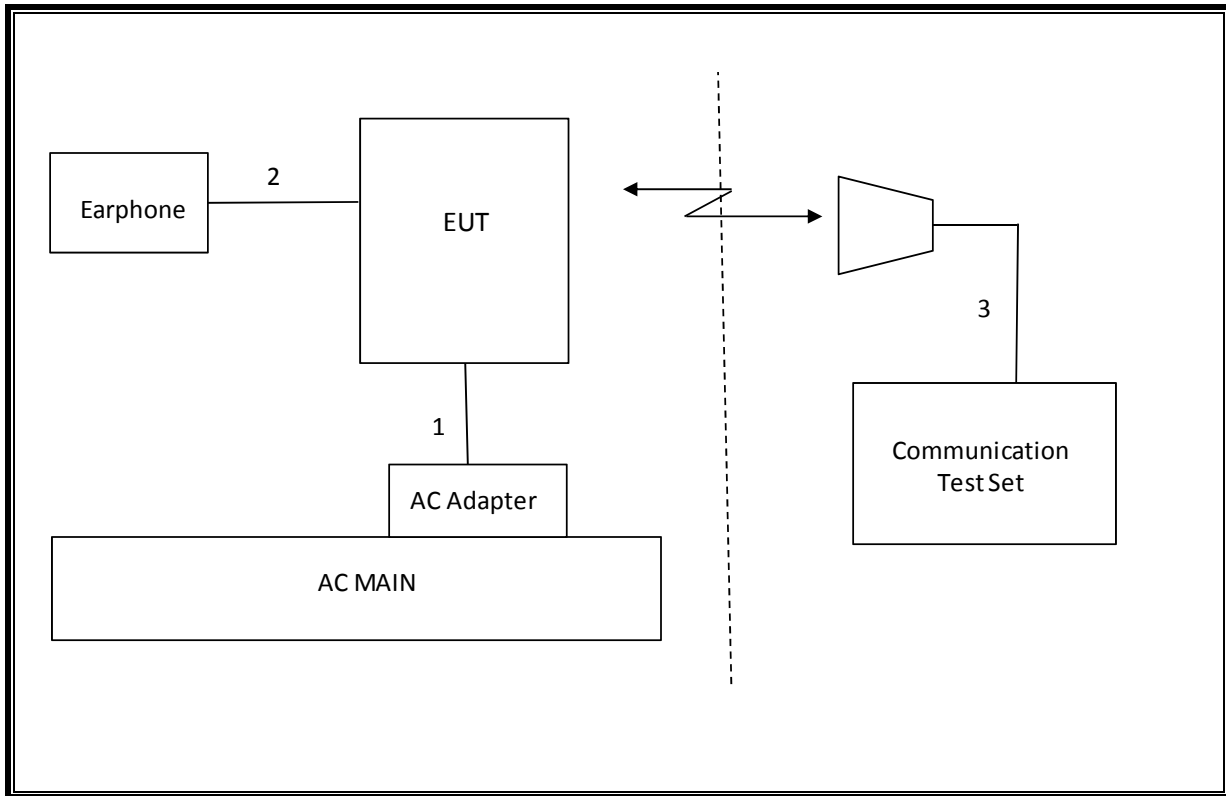 2
Earphone
EUT
3
1
AC Adapter
Communication
Test Set
AC MAIN